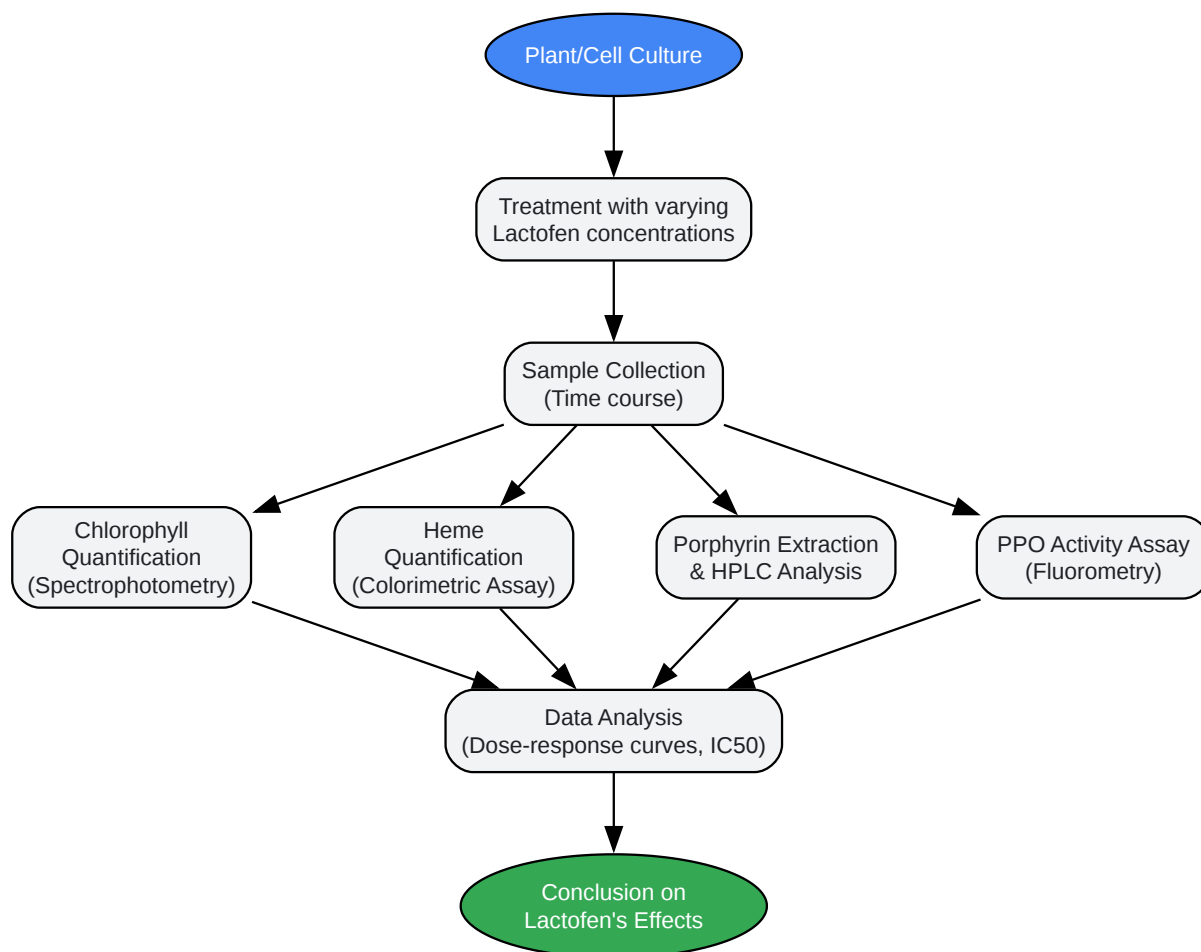 Plant/Cell Culture
Treatment with varying
Lactofen concentrations
Sample Collection
(Time course)
Chlorophyll
Quantification
(Spectrophotometry)
Heme
Quantification
(Colorimetric Assay)
Porphyrin Extraction
& HPLC Analysis
PPO Activity Assay
(Fluorometry)
Data Analysis
(Dose-response curves, IC50)
Conclusion on
Lactofen's Effects